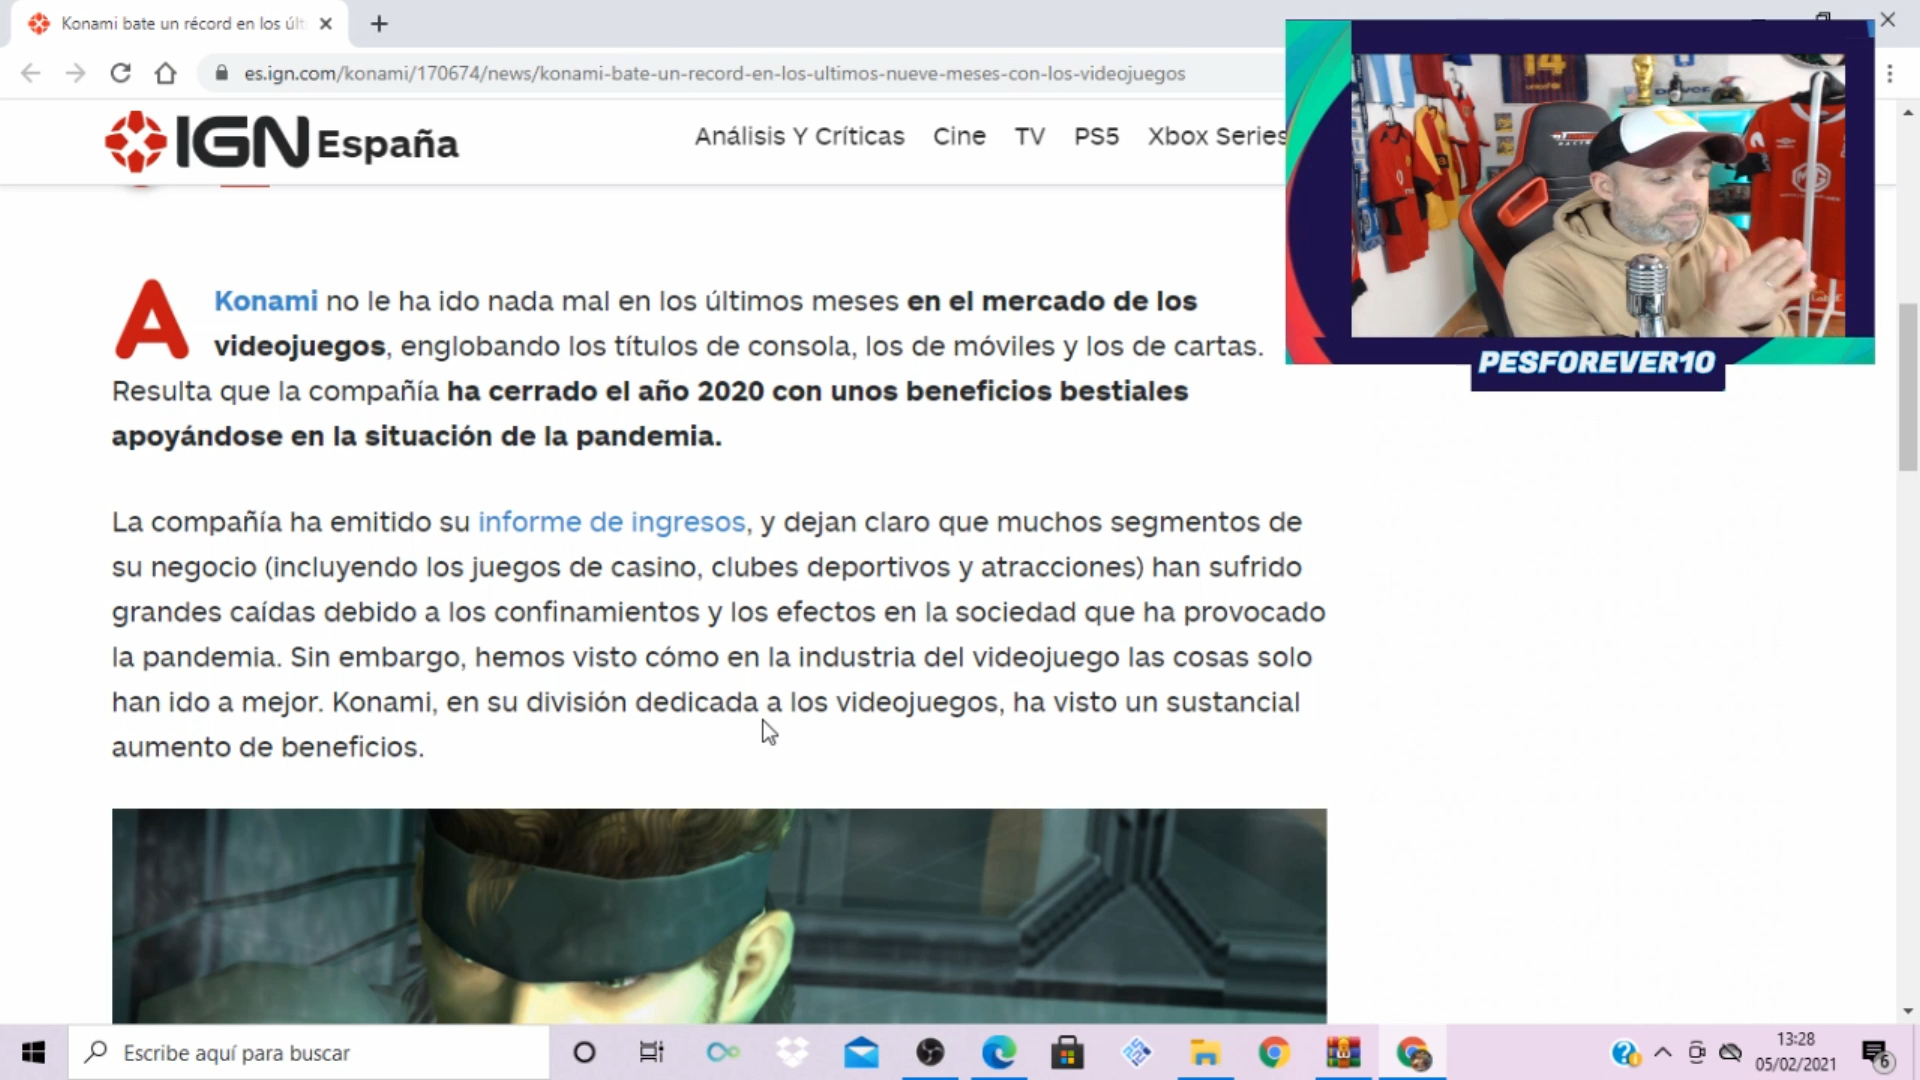 Konami bate un récord en los últ
es.ign.com/konami/170674/news/konami-bate-un-record-en-los-ultimos-nueve-meses-con-los-videojuegos
IGN España
Análisis Y Críticas Cine TV PS5 Xbox Series
14
PESFOREVER10
A Konami no le ha ido nada mal en los últimos meses en el mercado de los
videojuegos, englobando los títulos de consola, los de móviles y los de cartas.
Resulta que la compañía ha cerrado el año 2020 con unos beneficios bestiales
apoyándose en la situación de la pandemia.
La compañía ha emitido su informe de ingresos, y dejan claro que muchos segmentos de
su negocio (incluyendo los juegos de casino, clubes deportivos y atracciones) han sufrido
grandes caídas debido a los confinamientos y los efectos en la sociedad que ha provocado
la pandemia. Sin embargo, hemos visto cómo en la industria del videojuego las cosas solo
han ido a mejor. Konami, en su división dedicada a los videojuegos, ha visto un sustancial
aumento de beneficios.
Escribe aquí para buscar
13:28
05/02/2021
6